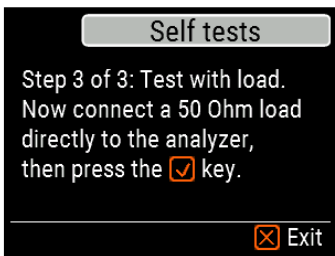 Self tests
Step 3 of 3: Test with load.
Now connect a 50 Ohm load
directly to the analyzer,
then press the ☑ key.
☒ Exit